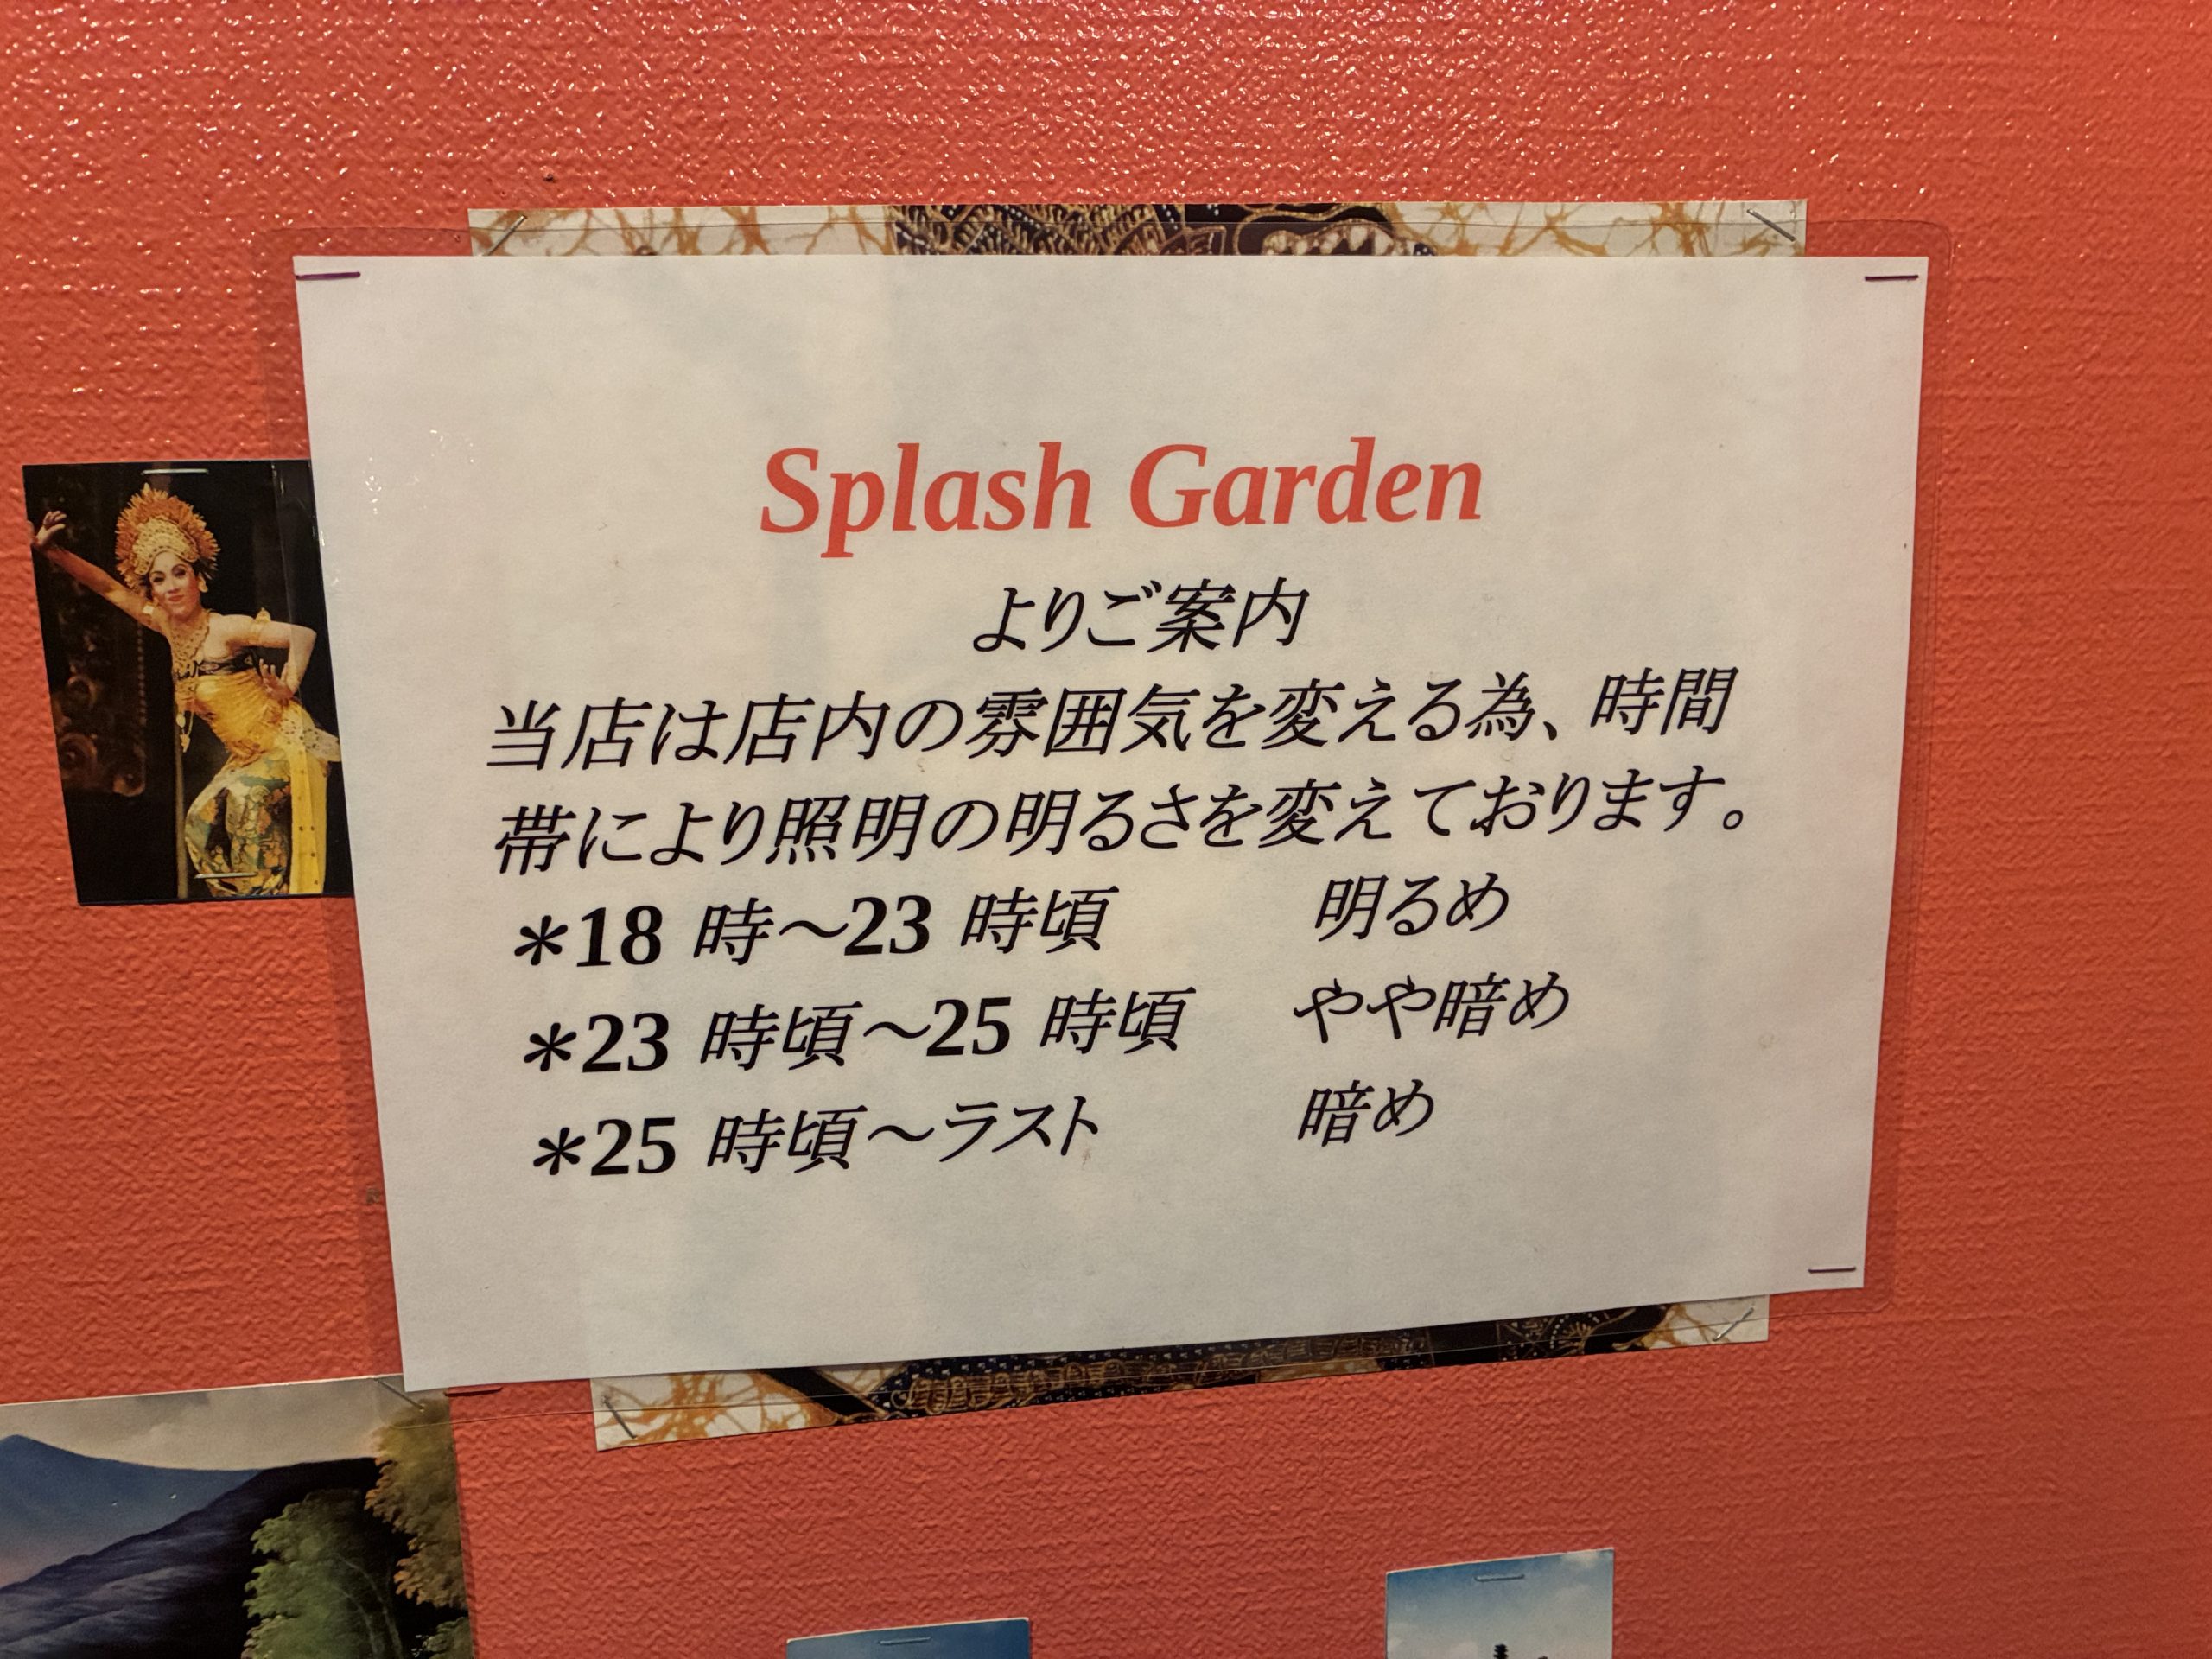 Splash Garden
よりご案内
当店は店内の雰囲気を変える為、時間
帯により照明の明るさを変えております。
*18 時～23 時頃 明るめ
*23 時頃～25 時頃 やや暗め
*25 時頃～ラスト 暗め